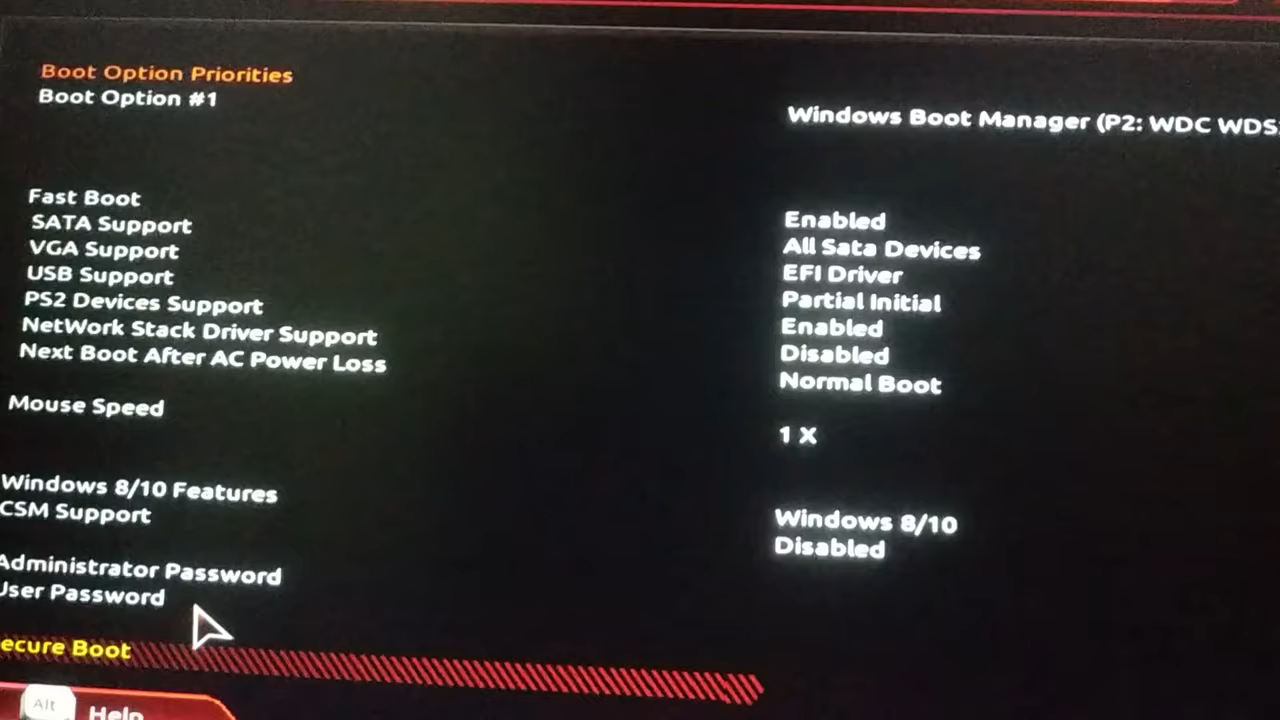 Boot Option Priorities
Boot Option #1 Windows Boot Manager (P2: WDC WDS
Fast Boot Enabled
SATA Support All Sata Devices
VGA Support EFI Driver
USB Support Partial Initial
PS2 Devices Support Enabled
NetWork Stack Driver Support Disabled
Next Boot After AC Power Loss Normal Boot
Mouse Speed 1 X
Windows 8/10 Features Windows 8/10
CSM Support Disabled
Administrator Password
User Password
ecure Boot
Alt Help